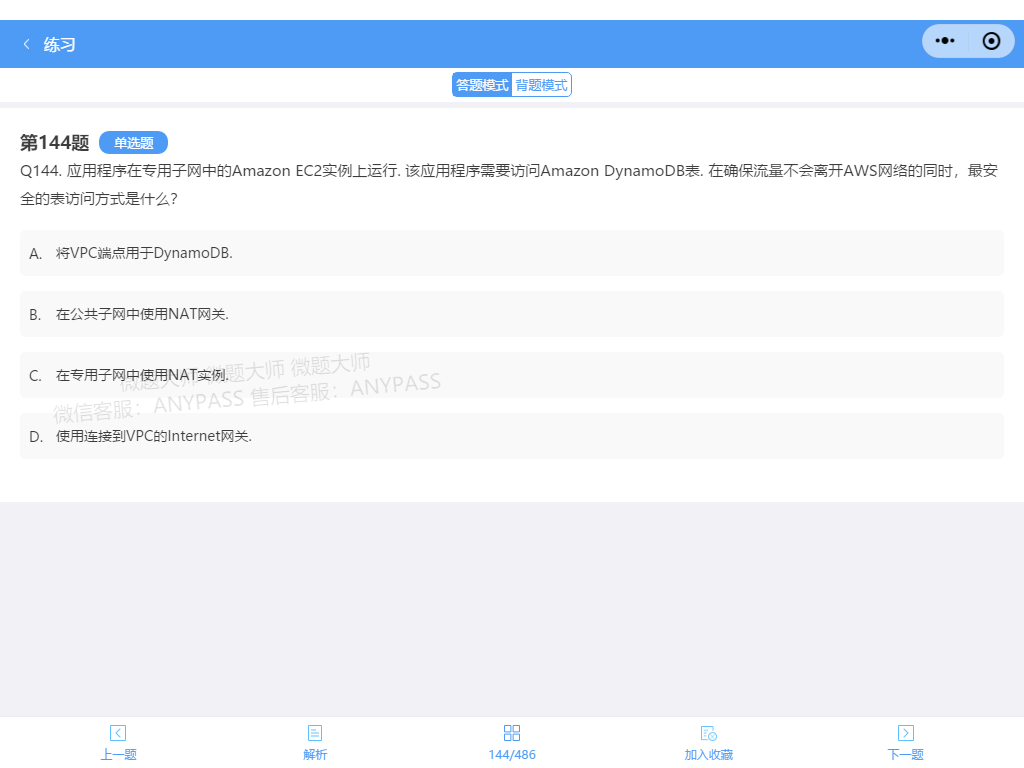 练习
答题模式 背题模式
第144题 单选题
Q144. 应用程序在专用子网中的Amazon EC2实例上运行. 该应用程序需要访问Amazon DynamoDB表. 在确保流量不会离开AWS网络的同时，最安
全的表访问方式是什么?
A. 将VPC端点用于DynamoDB.
B. 在公共子网中使用NAT网关.
C. 在专用子网中使用NAT实例.
微题大师 微题大师 微题大师
微信客服：ANYPASS 售后客服：ANYPASS
D. 使用连接到VPC的Internet网关.
上一题 解析 144/486 加入收藏 下一题